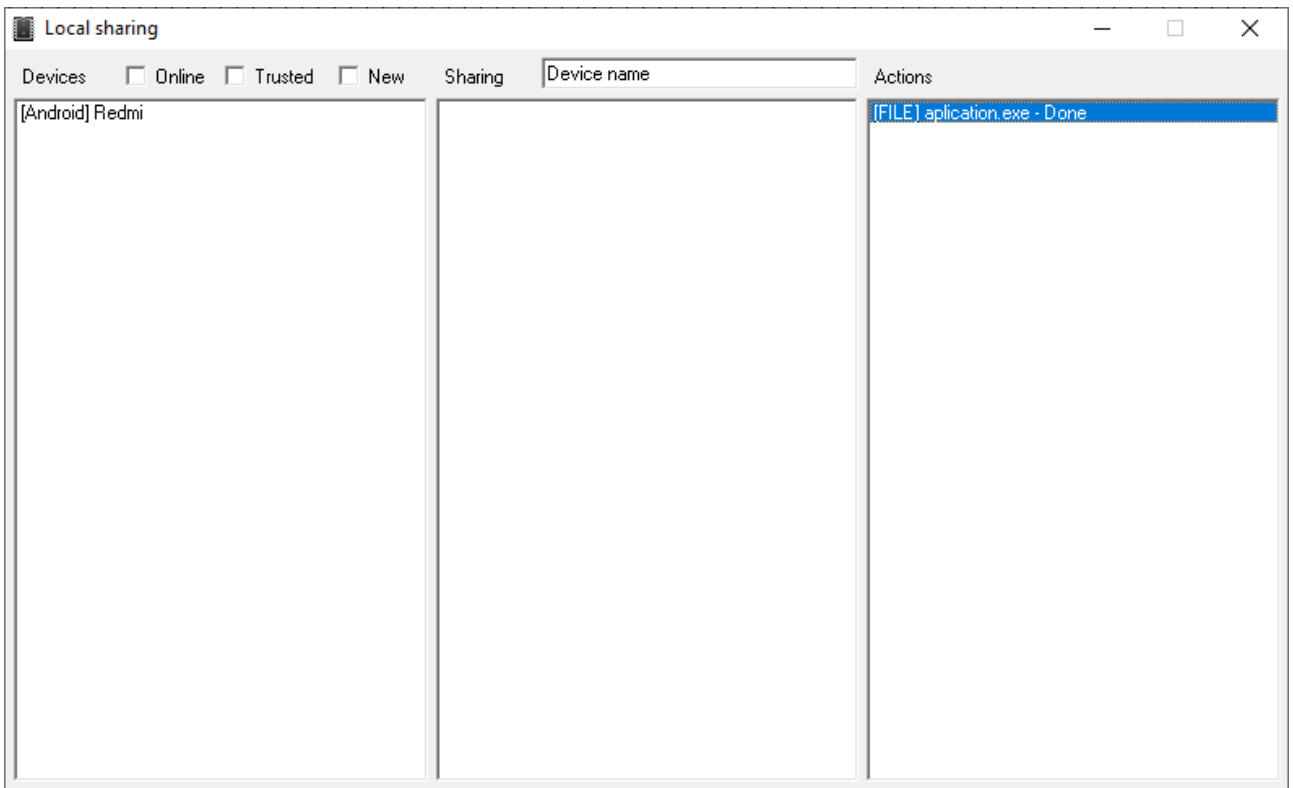 Local sharing
Devices Online Trusted New Sharing Device name Actions
[Android] Redmi
[FILE] aplication.exe - Done